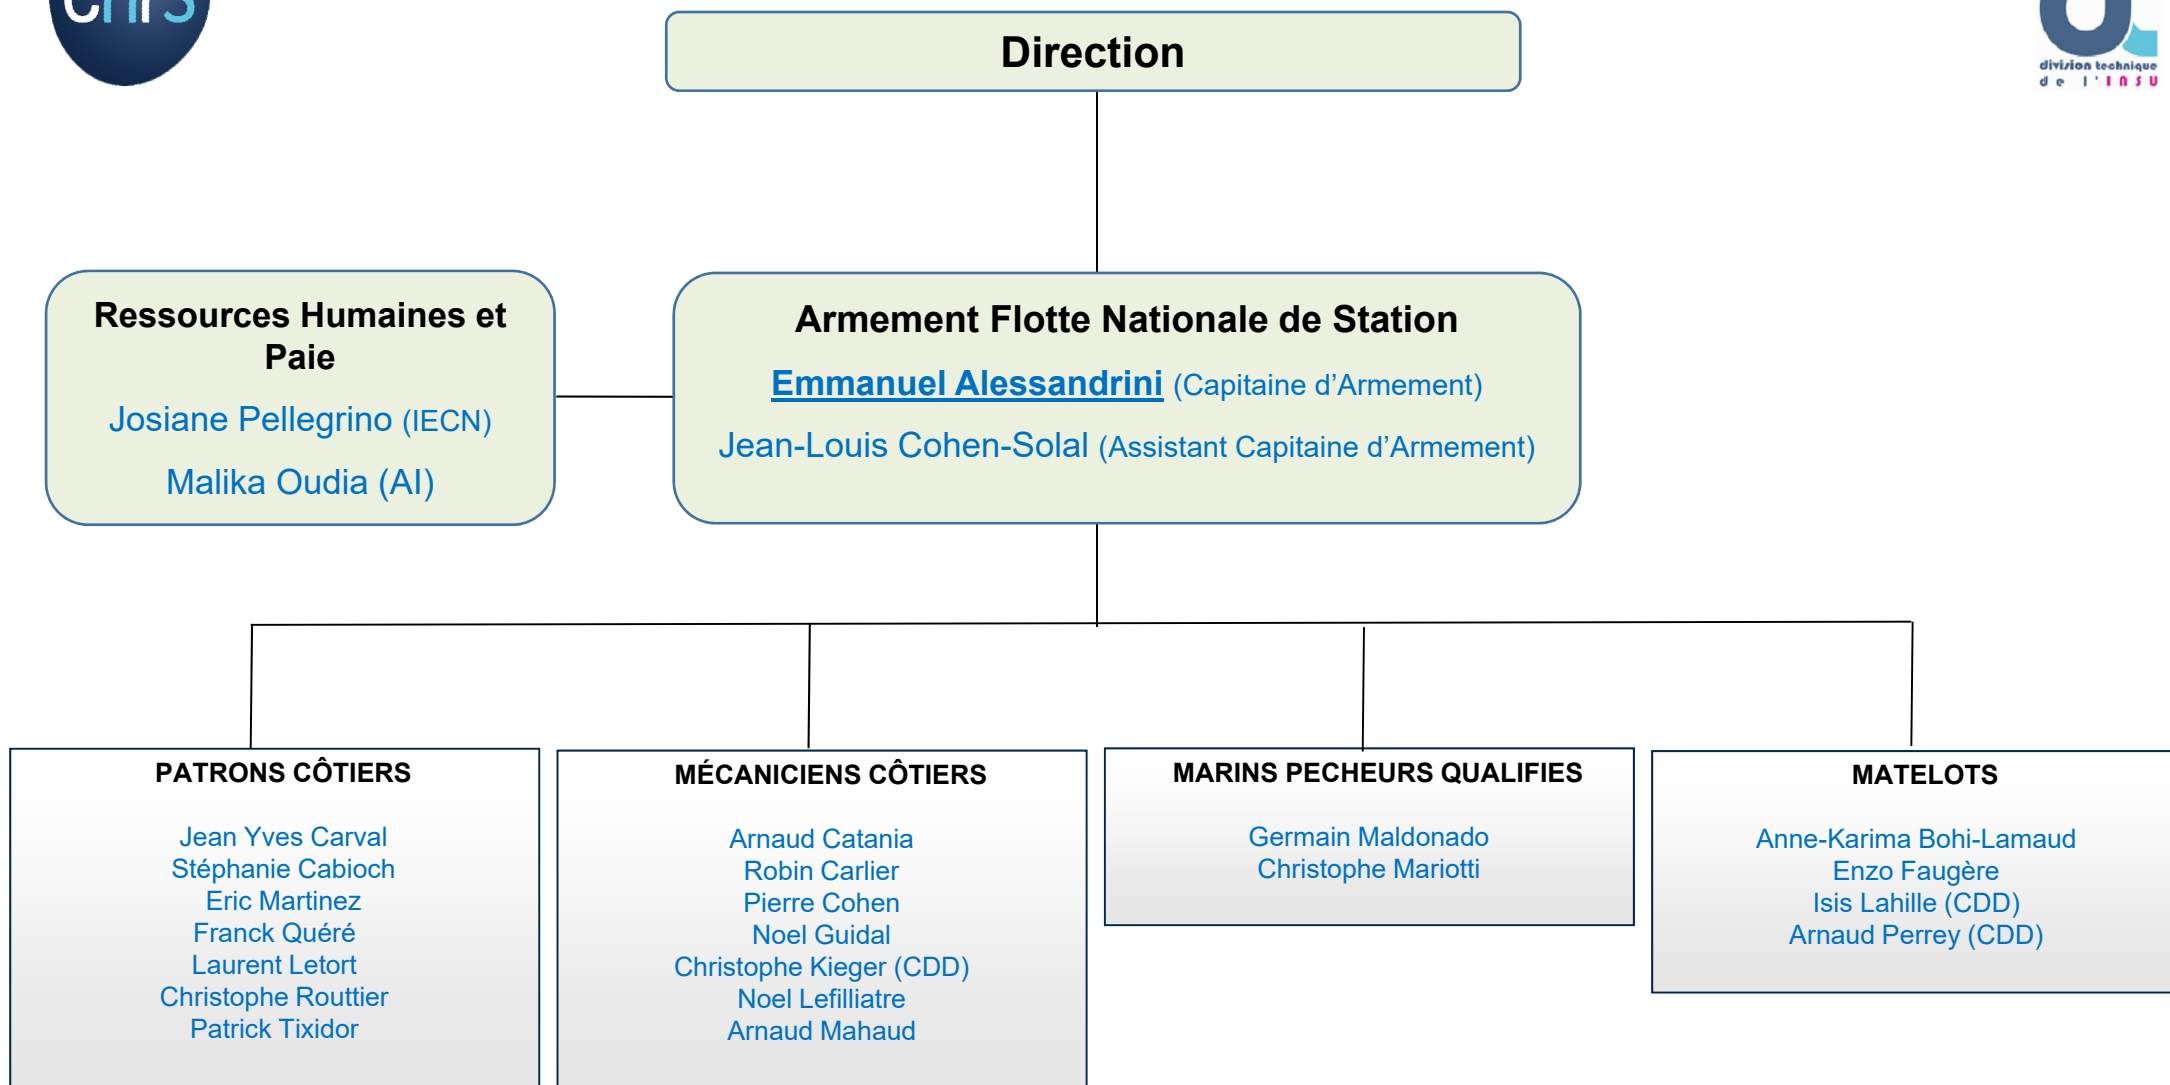 cnrs
Direction
division technique
de l'INSU
Ressources Humaines et
Paie
Josiane Pellegrino (IECN)
Malika Oudia (AI)
Armement Flotte Nationale de Station
Emmanuel Alessandrini (Capitaine d’Armement)
Jean-Louis Cohen-Solal (Assistant Capitaine d’Armement)
PATRONS CÔTIERS
Jean Yves Carval
Stéphanie Cabioch
Eric Martinez
Franck Quéré
Laurent Letort
Christophe Routtier
Patrick Tixidor
MÉCANICIENS CÔTIERS
Arnaud Catania
Robin Carlier
Pierre Cohen
Noel Guidal
Christophe Kieger (CDD)
Noel Lefilliatre
Arnaud Mahaud
MARINS PECHEURS QUALIFIES
Germain Maldonado
Christophe Mariotti
MATELOTS
Anne-Karima Bohi-Lamaud
Enzo Faugère
Isis Lahille (CDD)
Arnaud Perrey (CDD)